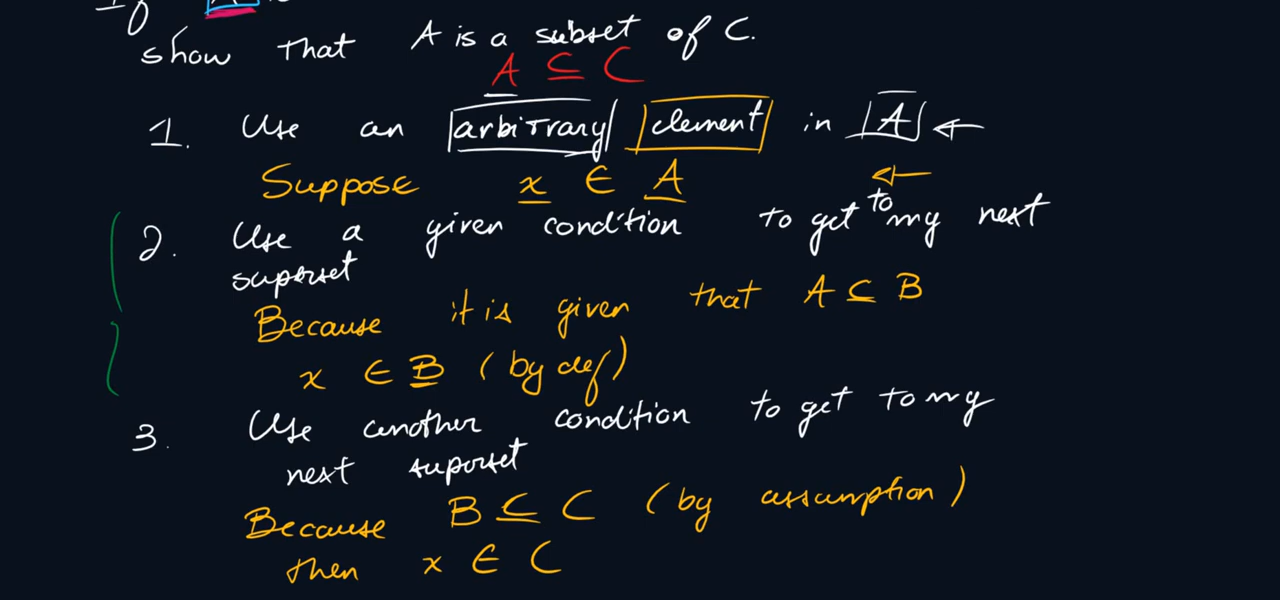 If
show that A is a subset of C.
A ⊆ C
1. Use an arbitrary element in A ←
Suppose x ∈ A ←
2. Use a given condition to get to my next
superset
Because it is given that A ⊆ B
x ∈ B (by def)
3. Use another condition to get to my
next superset
Because B ⊆ C (by assumption)
then x ∈ C